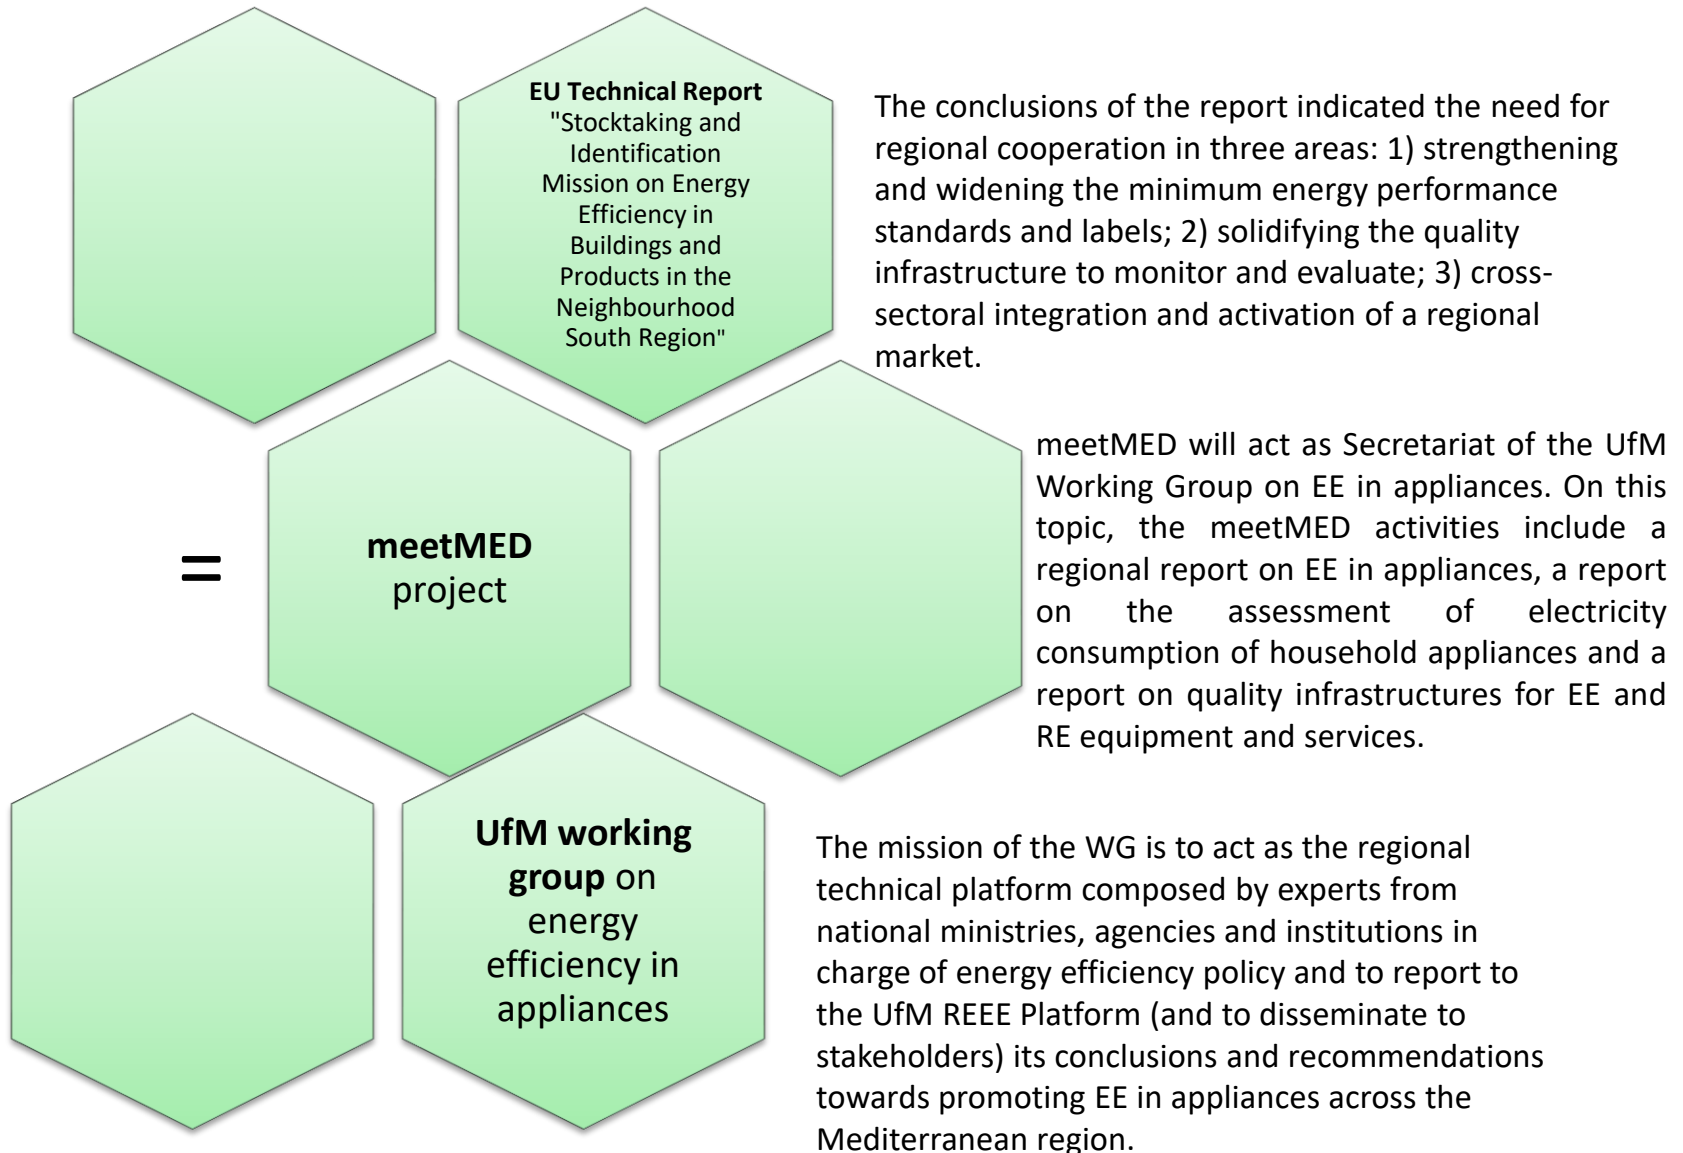 EU Technical Report
"Stocktaking and
Identification
Mission on Energy
Efficiency in
Buildings and
Products in the
Neighbourhood
South Region"
The conclusions of the report indicated the need for
regional cooperation in three areas: 1) strengthening
and widening the minimum energy performance
standards and labels; 2) solidifying the quality
infrastructure to monitor and evaluate; 3) cross-
sectoral integration and activation of a regional
market.
=
meetMED
project
meetMED will act as Secretariat of the UfM
Working Group on EE in appliances. On this
topic, the meetMED activities include a
regional report on EE in appliances, a report
on the assessment of electricity
consumption of household appliances and a
report on quality infrastructures for EE and
RE equipment and services.
UfM working
group on
energy
efficiency in
appliances
The mission of the WG is to act as the regional
technical platform composed by experts from
national ministries, agencies and institutions in
charge of energy efficiency policy and to report to
the UfM REEE Platform (and to disseminate to
stakeholders) its conclusions and recommendations
towards promoting EE in appliances across the
Mediterranean region.